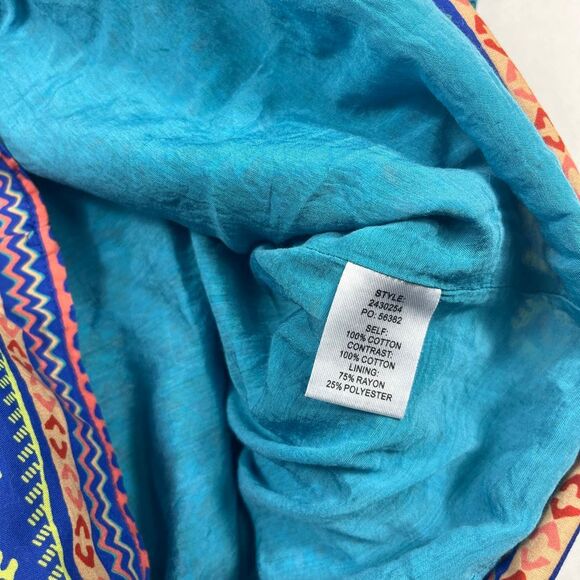 STYLE:
2430254
PO: 56382
SELF:
100% COTTON
CONTRAST:
100% COTTON
LINING:
75% RAYON
25% POLYESTER